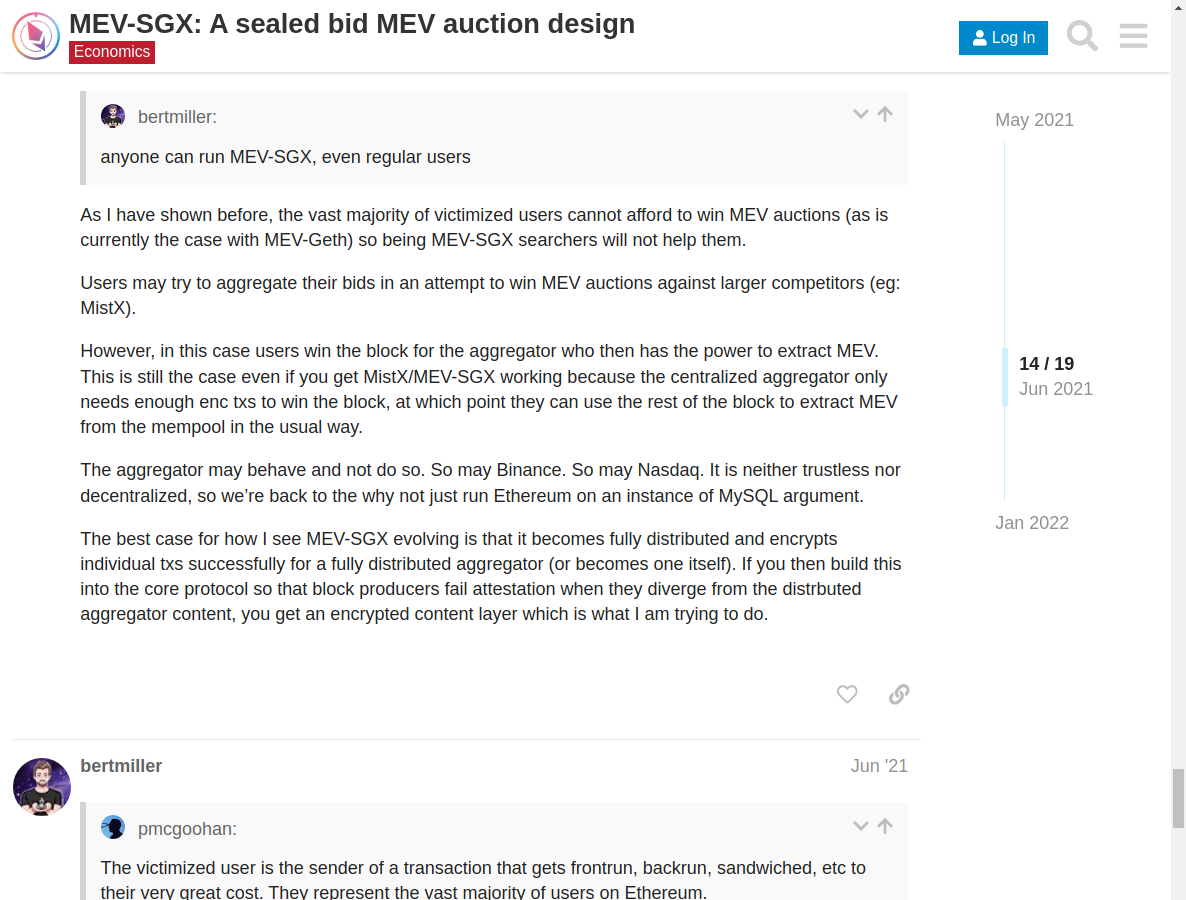 MEV-SGX: A sealed bid MEV auction design
Economics
Log In
bertmiller:
anyone can run MEV-SGX, even regular users
As I have shown before, the vast majority of victimized users cannot afford to win MEV auctions (as is
currently the case with MEV-Geth) so being MEV-SGX searchers will not help them.
Users may try to aggregate their bids in an attempt to win MEV auctions against larger competitors (eg:
MistX).
However, in this case users win the block for the aggregator who then has the power to extract MEV.
This is still the case even if you get MistX/MEV-SGX working because the centralized aggregator only
needs enough enc txs to win the block, at which point they can use the rest of the block to extract MEV
from the mempool in the usual way.
The aggregator may behave and not do so. So may Binance. So may Nasdaq. It is neither trustless nor
decentralized, so we’re back to the why not just run Ethereum on an instance of MySQL argument.
The best case for how I see MEV-SGX evolving is that it becomes fully distributed and encrypts
individual txs successfully for a fully distributed aggregator (or becomes one itself). If you then build this
into the core protocol so that block producers fail attestation when they diverge from the distrbuted
aggregator content, you get an encrypted content layer which is what I am trying to do.
May 2021
14 / 19
Jun 2021
Jan 2022
bertmiller
Jun '21
pmcgoohan:
The victimized user is the sender of a transaction that gets frontrun, backrun, sandwiched, etc to
their very great cost. They represent the vast majority of users on Ethereum.